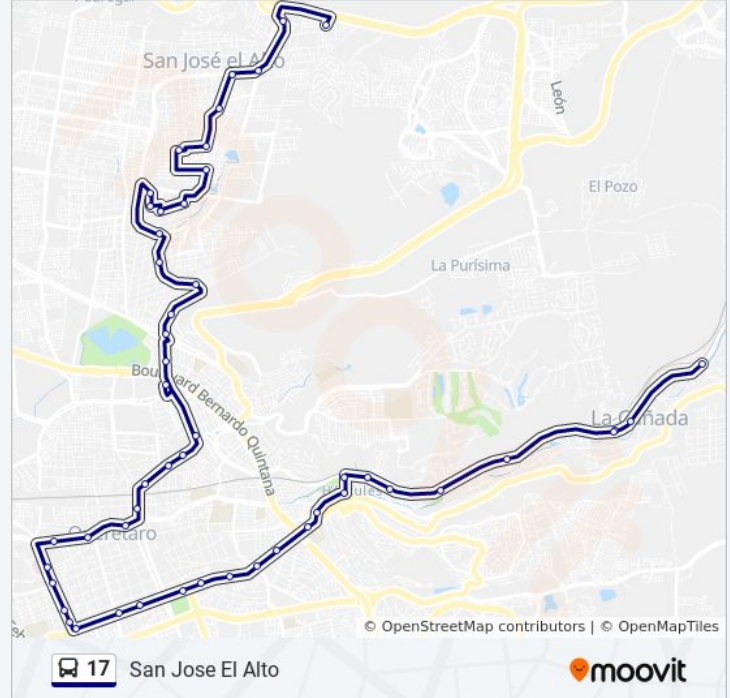 San José el Alto
León
El Pozo
La Purísima
Boulevard Bernardo Quintana
La Cañada
Hércules
Querétaro
© OpenStreetMap contributors | © OpenMapTiles
17 San Jose El Alto
moovit